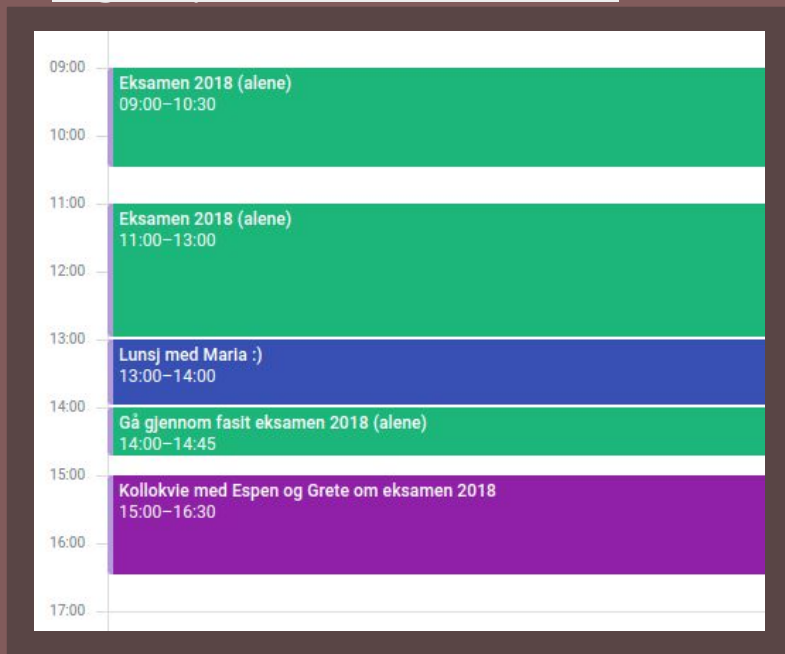 09:00
Eksamen 2018 (alene)
09:00–10:30
10:00
11:00
Eksamen 2018 (alene)
11:00–13:00
12:00
13:00
Lunsj med Maria :)
13:00–14:00
14:00
Gå gjennom fasit eksamen 2018 (alene)
14:00–14:45
15:00
Kollokvie med Espen og Grete om eksamen 2018
15:00–16:30
16:00
17:00